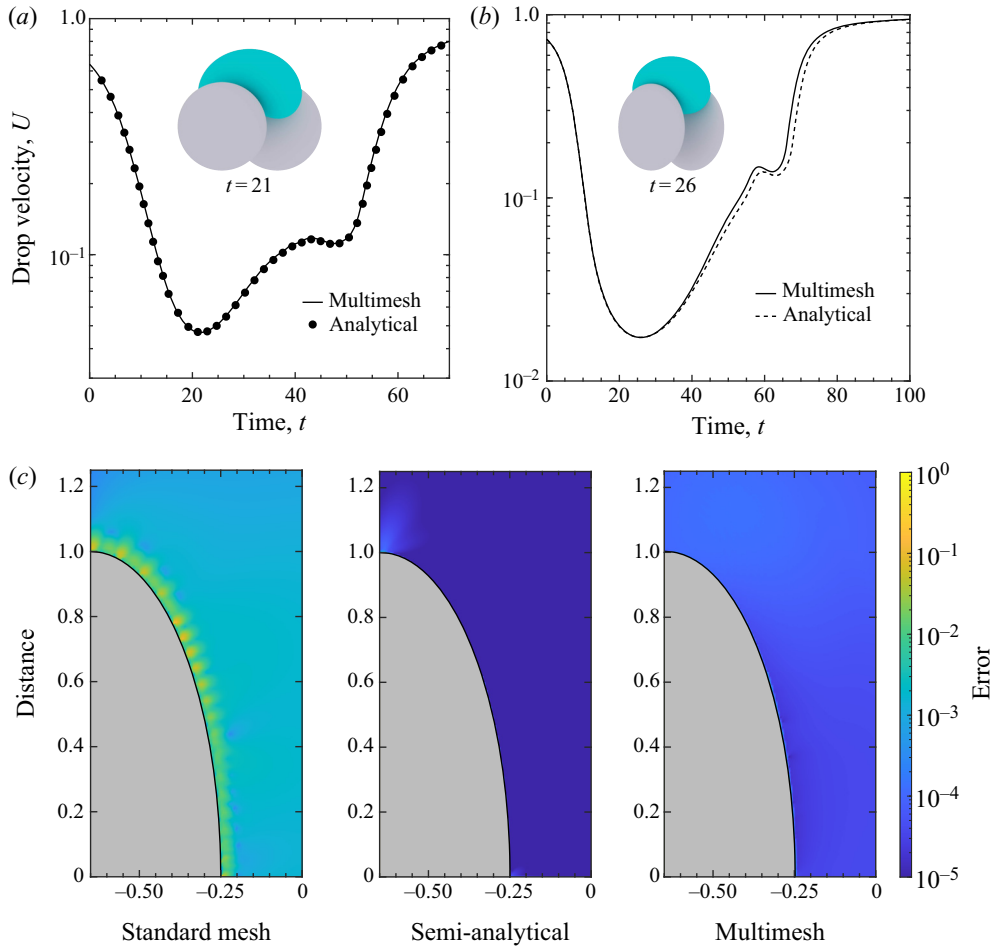 (a)
1.0
10⁻¹
Drop velocity, U
t = 21
Multimesh
Analytical
0 20 40 60
Time, t
(b)
1.0
10⁻¹
10⁻²
t = 26
Multimesh
Analytical
0 20 40 60 80 100
Time, t
(c)
Distance
1.2
1.0
0.8
0.6
0.4
0.2
0
−0.50 −0.25 0
Standard mesh
1.2
1.0
0.8
0.6
0.4
0.2
0
−0.50 −0.25 0
Semi-analytical
1.2
1.0
0.8
0.6
0.4
0.2
0
−0.50 −0.25 0
Multimesh
10⁰
10⁻¹
10⁻²
10⁻³
10⁻⁴
10⁻⁵
Error